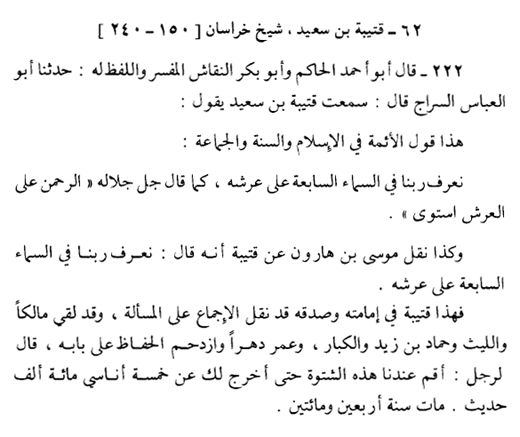 ٦٢ ـ قتيبة بن سعيد ، شيخ خراسان [ ١٥٠ – ٢٤٠ ]
٢٢٢ ـ قال أبو أحمد الحاكم وأبو بكر النقاش المفسر واللفظ له : حدثنا أبو
العباس السراج قال : سمعت قتيبة بن سعيد يقول :
هذا قول الأئمة في الإسلام والسنة والجماعة :
نعرف ربنا في السماء السابعة على عرشه ، كما قال جل جلاله « الرحمن على
العرش استوى » .
وكذا نقل موسى بن هارون عن قتيبة أنه قال : نعرف ربنا في السماء
السابعة على عرشه .
فهذا قتيبة في إمامته وصدقه قد نقل الإجماع على المسألة ، وقد لقي مالكاً
والليث وحماد بن زيد والكبار ، وعمر دهراً وازدحم الحفاظ على بابه ، قال
لرجل : أقم عندنا هذه الشتوة حتى أخرج لك عن خمسة أناسي مائة ألف
حديث . مات سنة أربعين ومائتين .